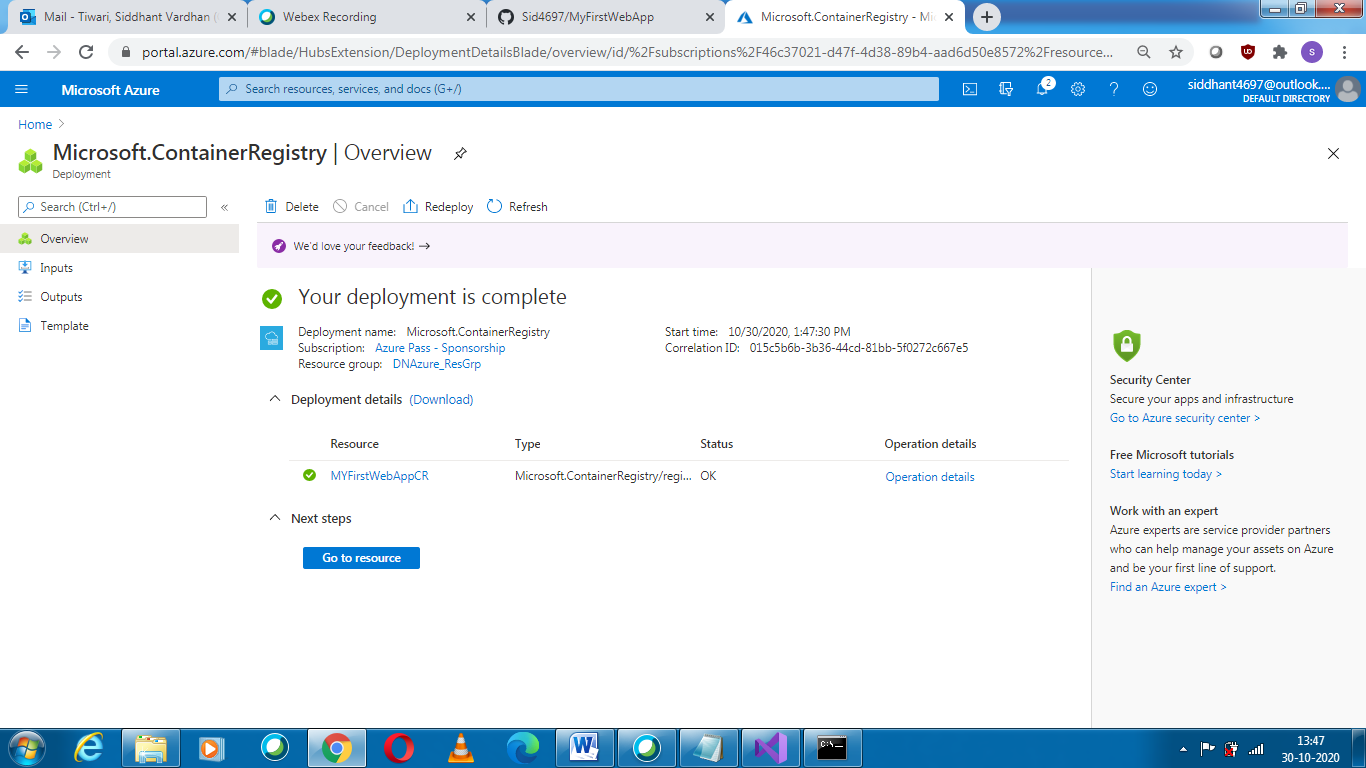 Mail - Tiwari, Siddhant Vardhan (
Webex Recording
Sid4697/MyFirstWebApp
Microsoft.ContainerRegistry - Mi
portal.azure.com/#blade/HubsExtension/DeploymentDetailsBlade/overview/id/%2Fsubscriptions%2F46c37021-d47f-4d38-89b4-aad6d50e8572%2Fresource...
S
Microsoft Azure
Search resources, services, and docs (G+/)
2
siddhant4697@outlook....
DEFAULT DIRECTORY
Home
Microsoft.ContainerRegistry | Overview
Deployment
Search (Ctrl+/)
«
Delete
Cancel
Redeploy
Refresh
Overview
Inputs
Outputs
Template
We'd love your feedback! →
Your deployment is complete
Deployment name: Microsoft.ContainerRegistry
Subscription: Azure Pass - Sponsorship
Resource group: DNAzure_ResGrp
Start time: 10/30/2020, 1:47:30 PM
Correlation ID: 015c5b6b-3b36-44cd-81bb-5f0272c667e5
Deployment details (Download)
Resource Type Status Operation details
MYFirstWebAppCR Microsoft.ContainerRegistry/regi... OK Operation details
Next steps
Go to resource
Security Center
Secure your apps and infrastructure
Go to Azure security center >
Free Microsoft tutorials
Start learning today >
Work with an expert
Azure experts are service provider partners
who can help manage your assets on Azure
and be your first line of support.
Find an Azure expert >
13:47
30-10-2020